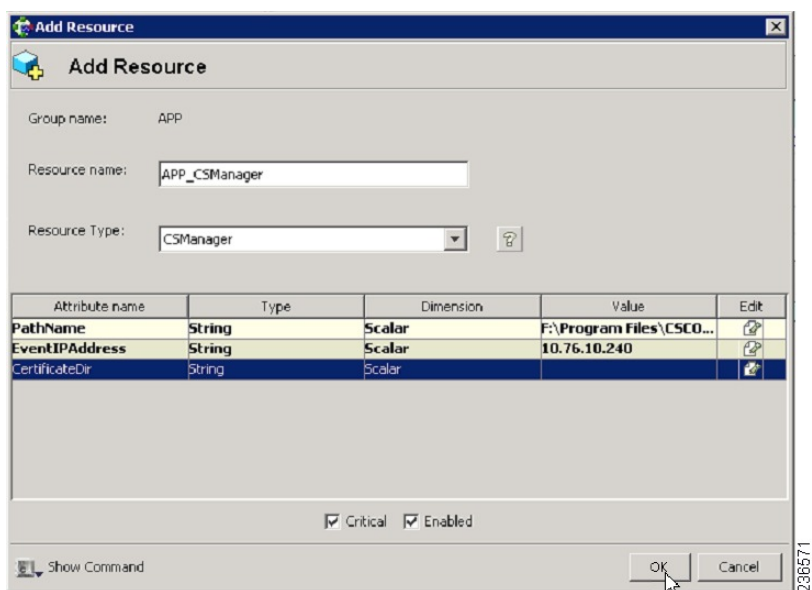 Add Resource
Add Resource
Group name: APP
Resource name: APP_CSManager
Resource Type: CSManager
Attribute name Type Dimension Value Edit
PathName String Scalar F:\Program Files\CSCO...
EventIPAddress String Scalar 10.76.10.240
CertificateDir String Scalar
Critical Enabled
Show Command OK Cancel
236571